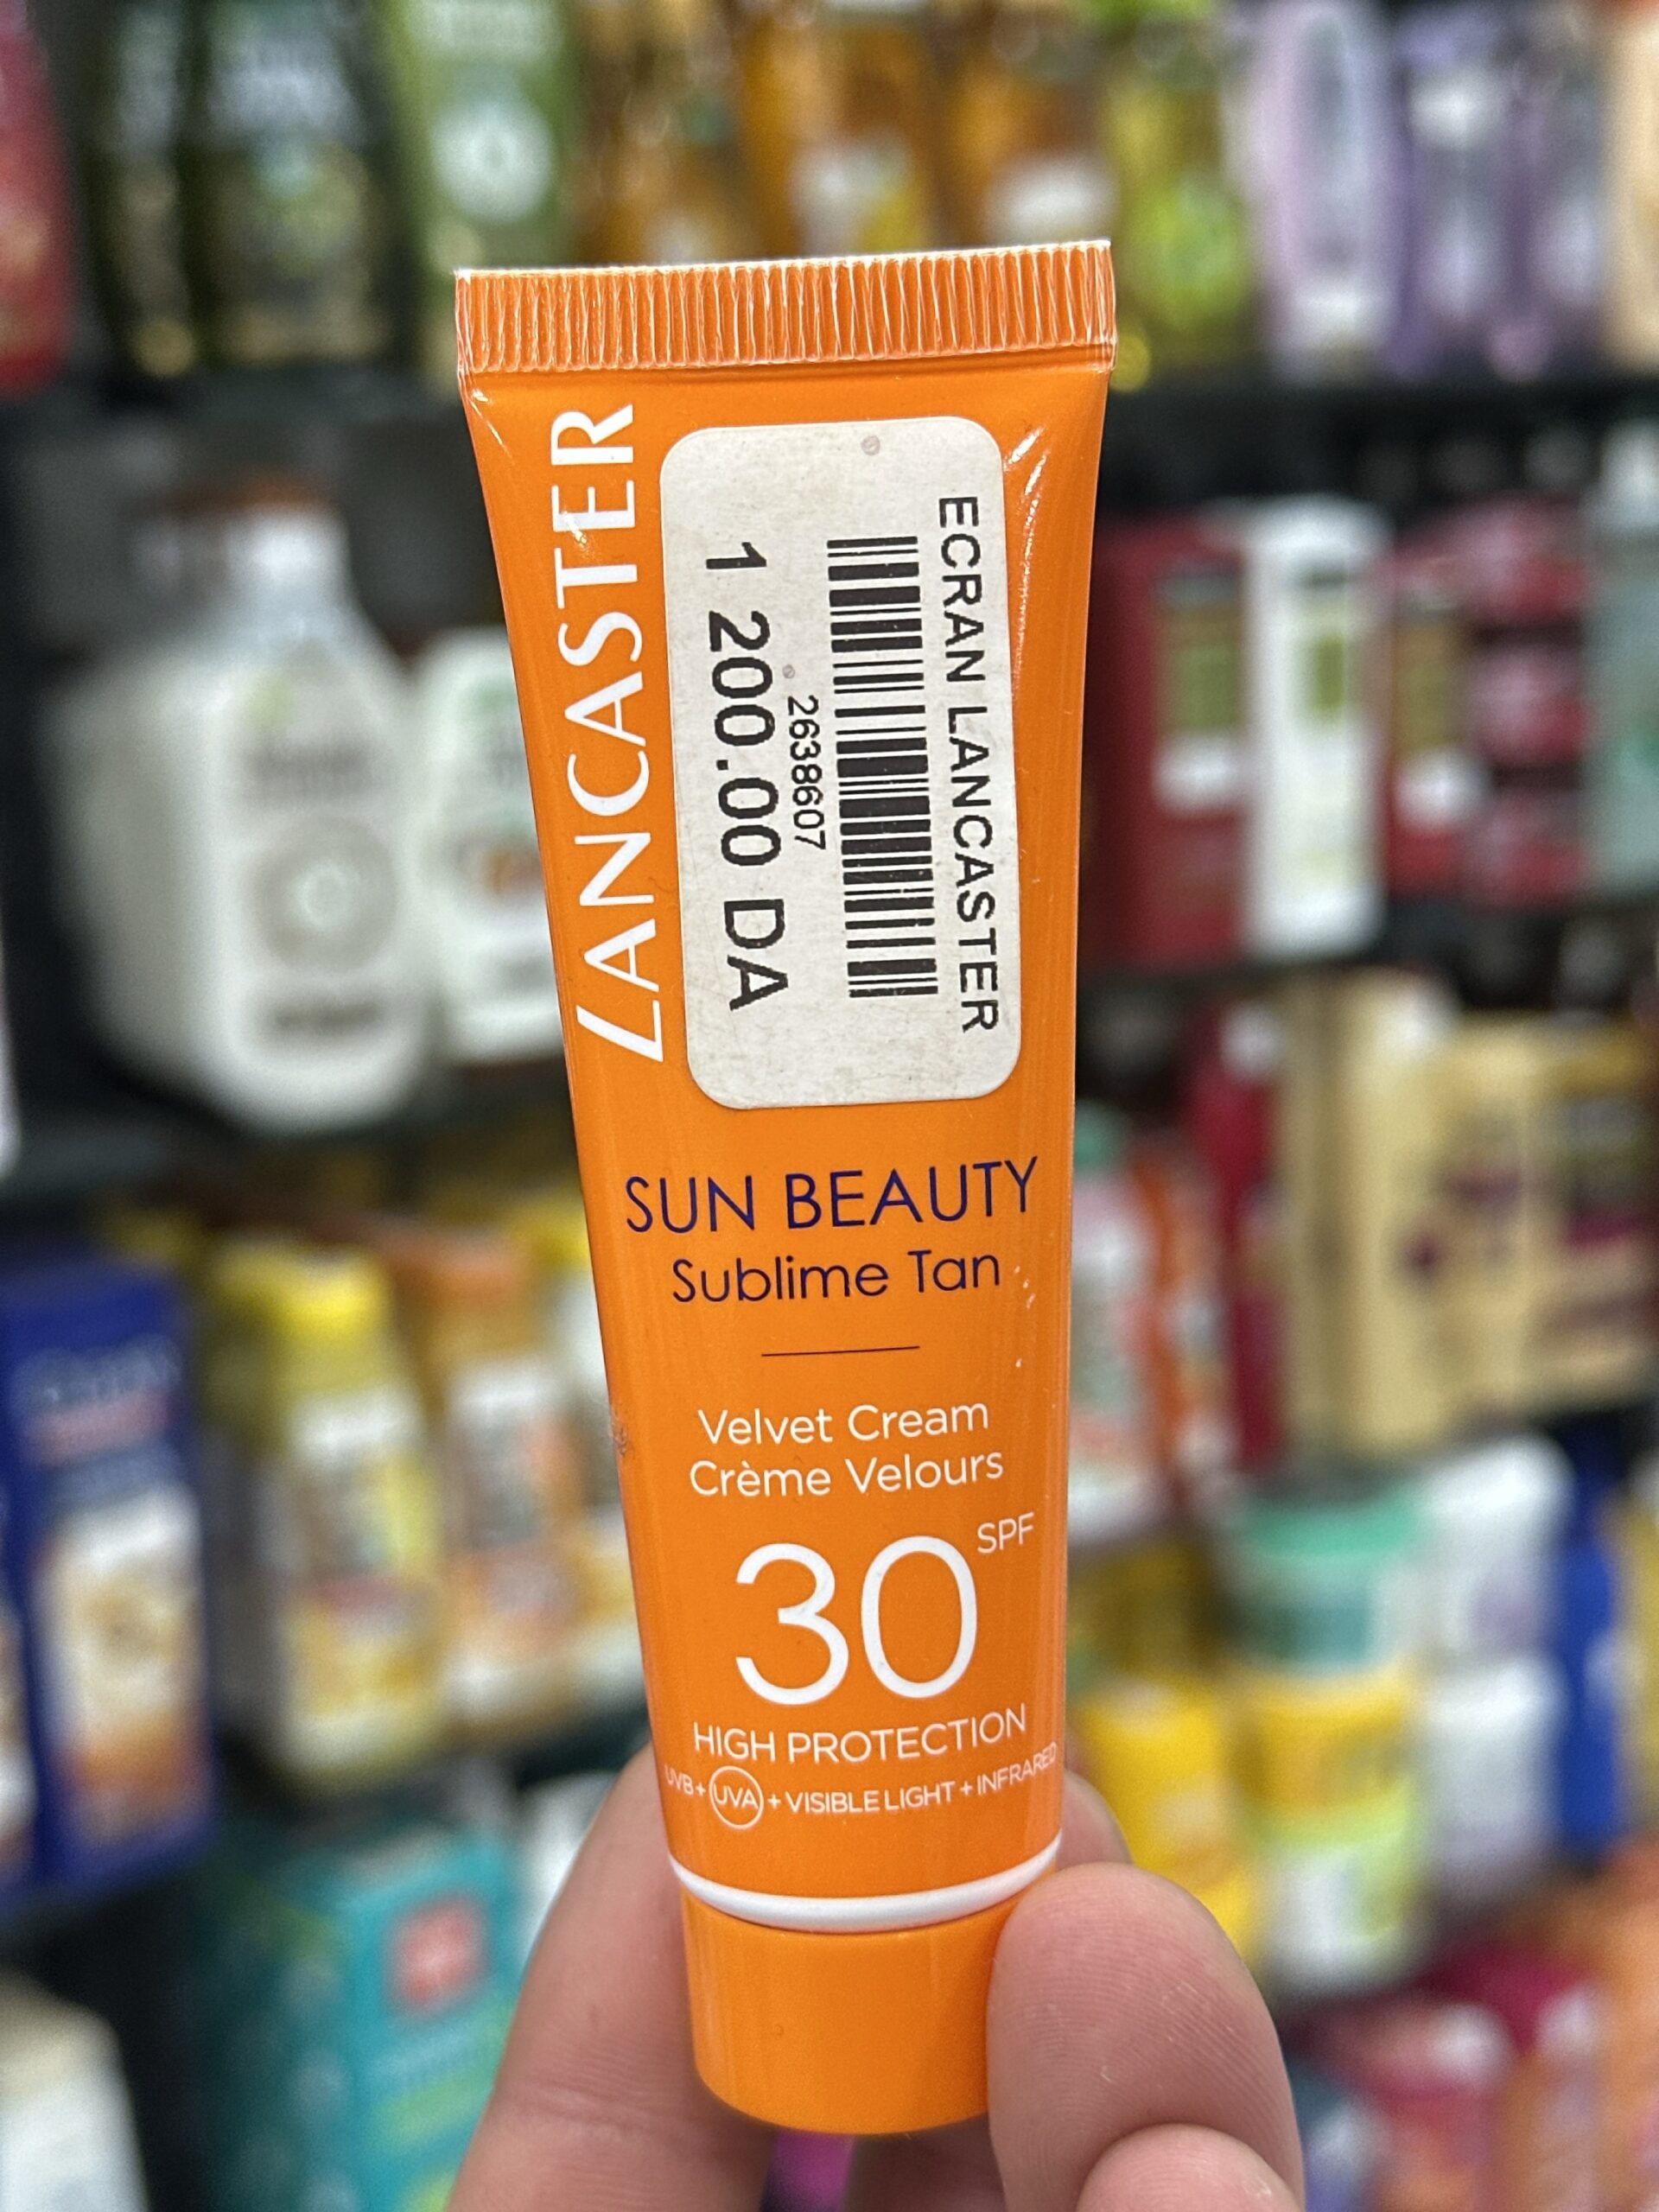 LANCASTER
ECRAN LANCASTER
2638607
1 200.00 DA
SUN BEAUTY
Sublime Tan
Velvet Cream
Crème Velours
30 SPF
HIGH PROTECTION
UVB + UVA + VISIBLE LIGHT + INFRARED